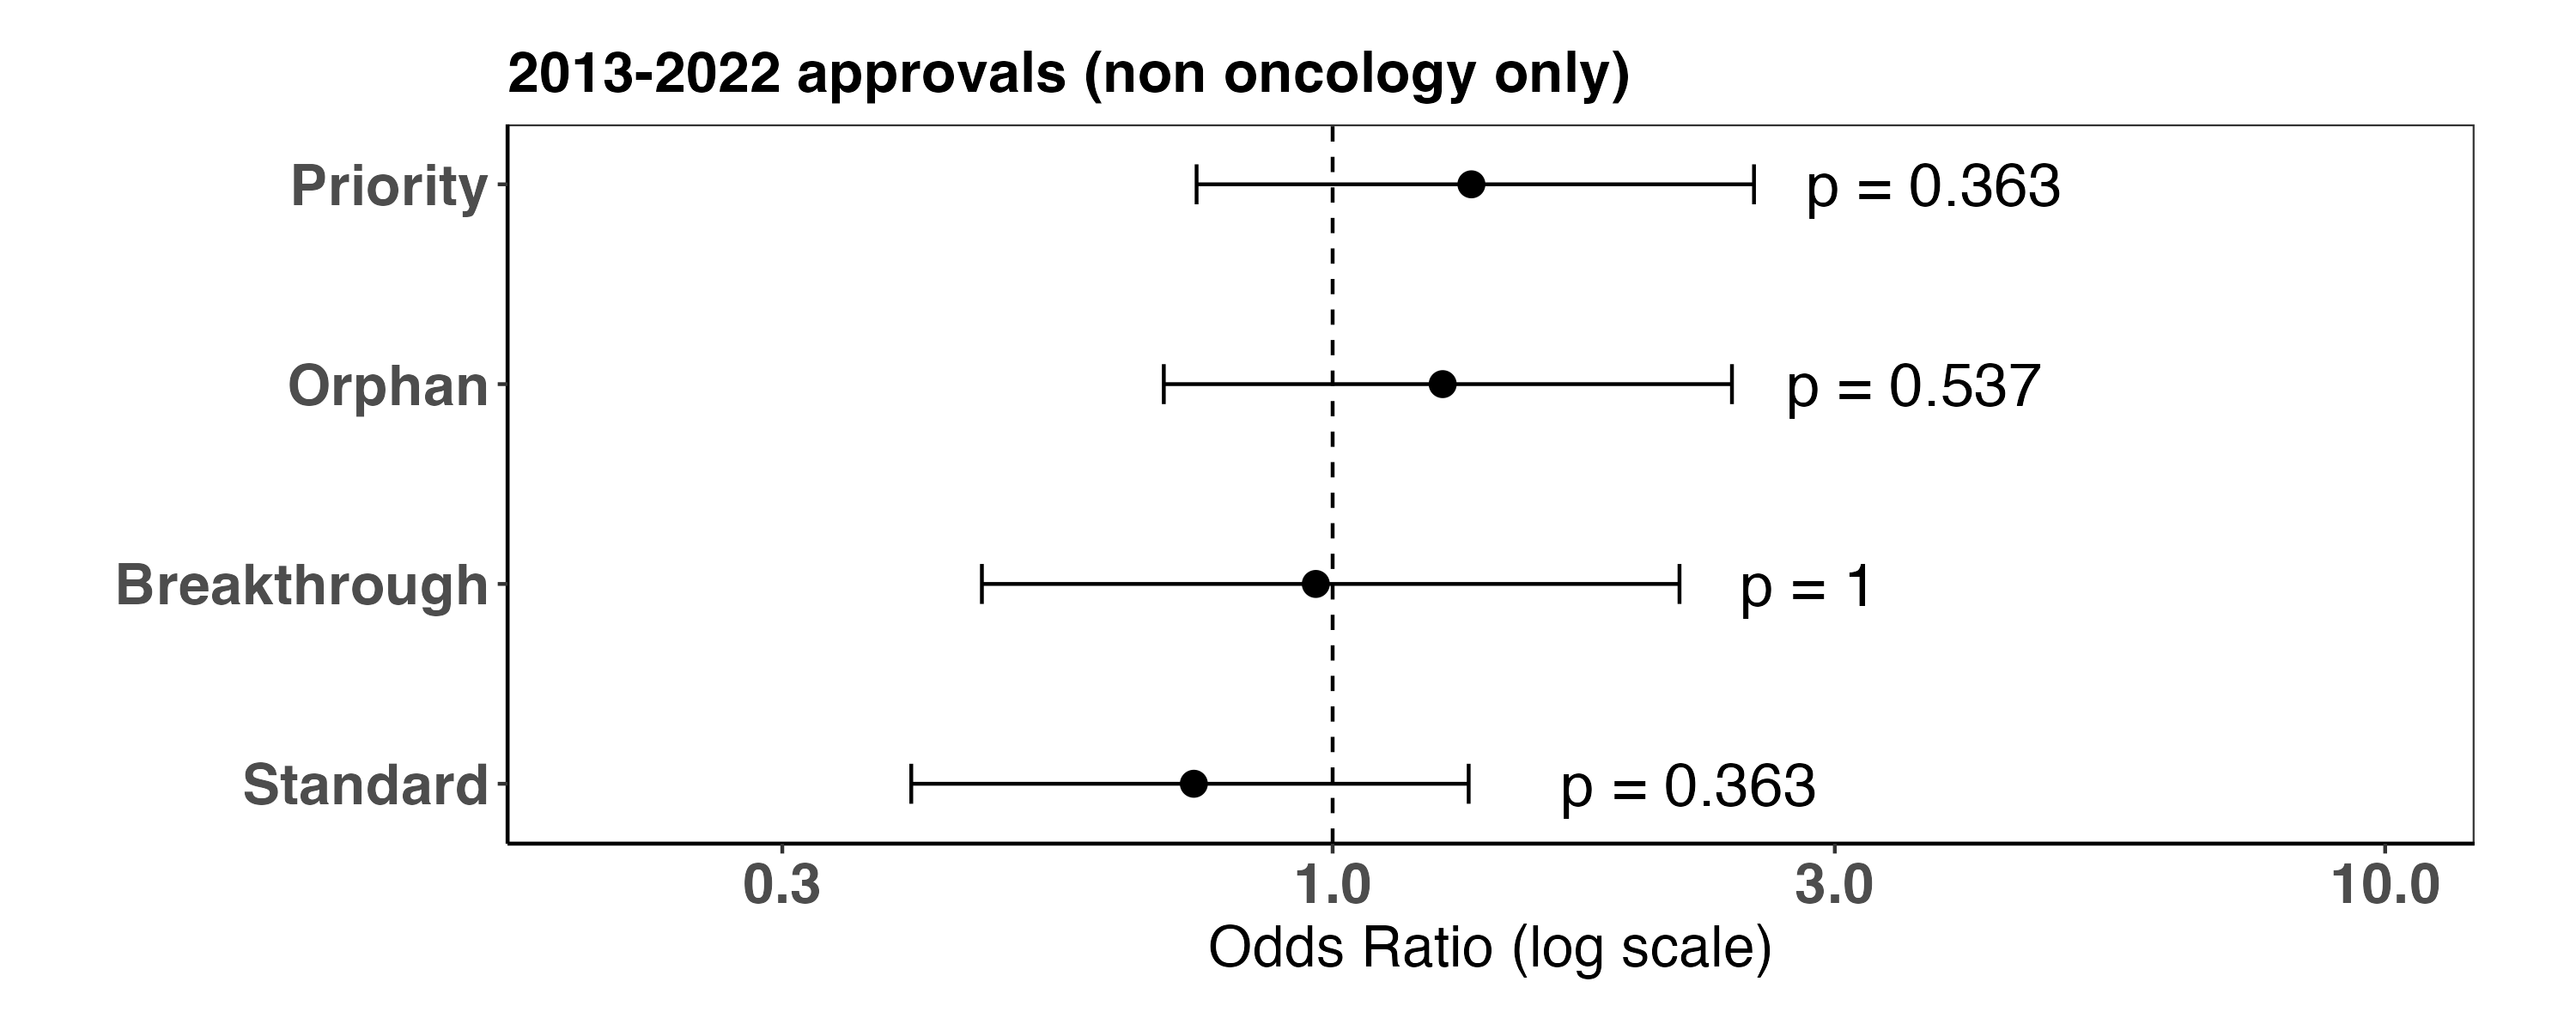 2013-2022 approvals (non oncology only)
Priority
p = 0.363
Orphan
p = 0.537
Breakthrough
p = 1
Standard
p = 0.363
0.3 1.0 3.0 10.0
Odds Ratio (log scale)